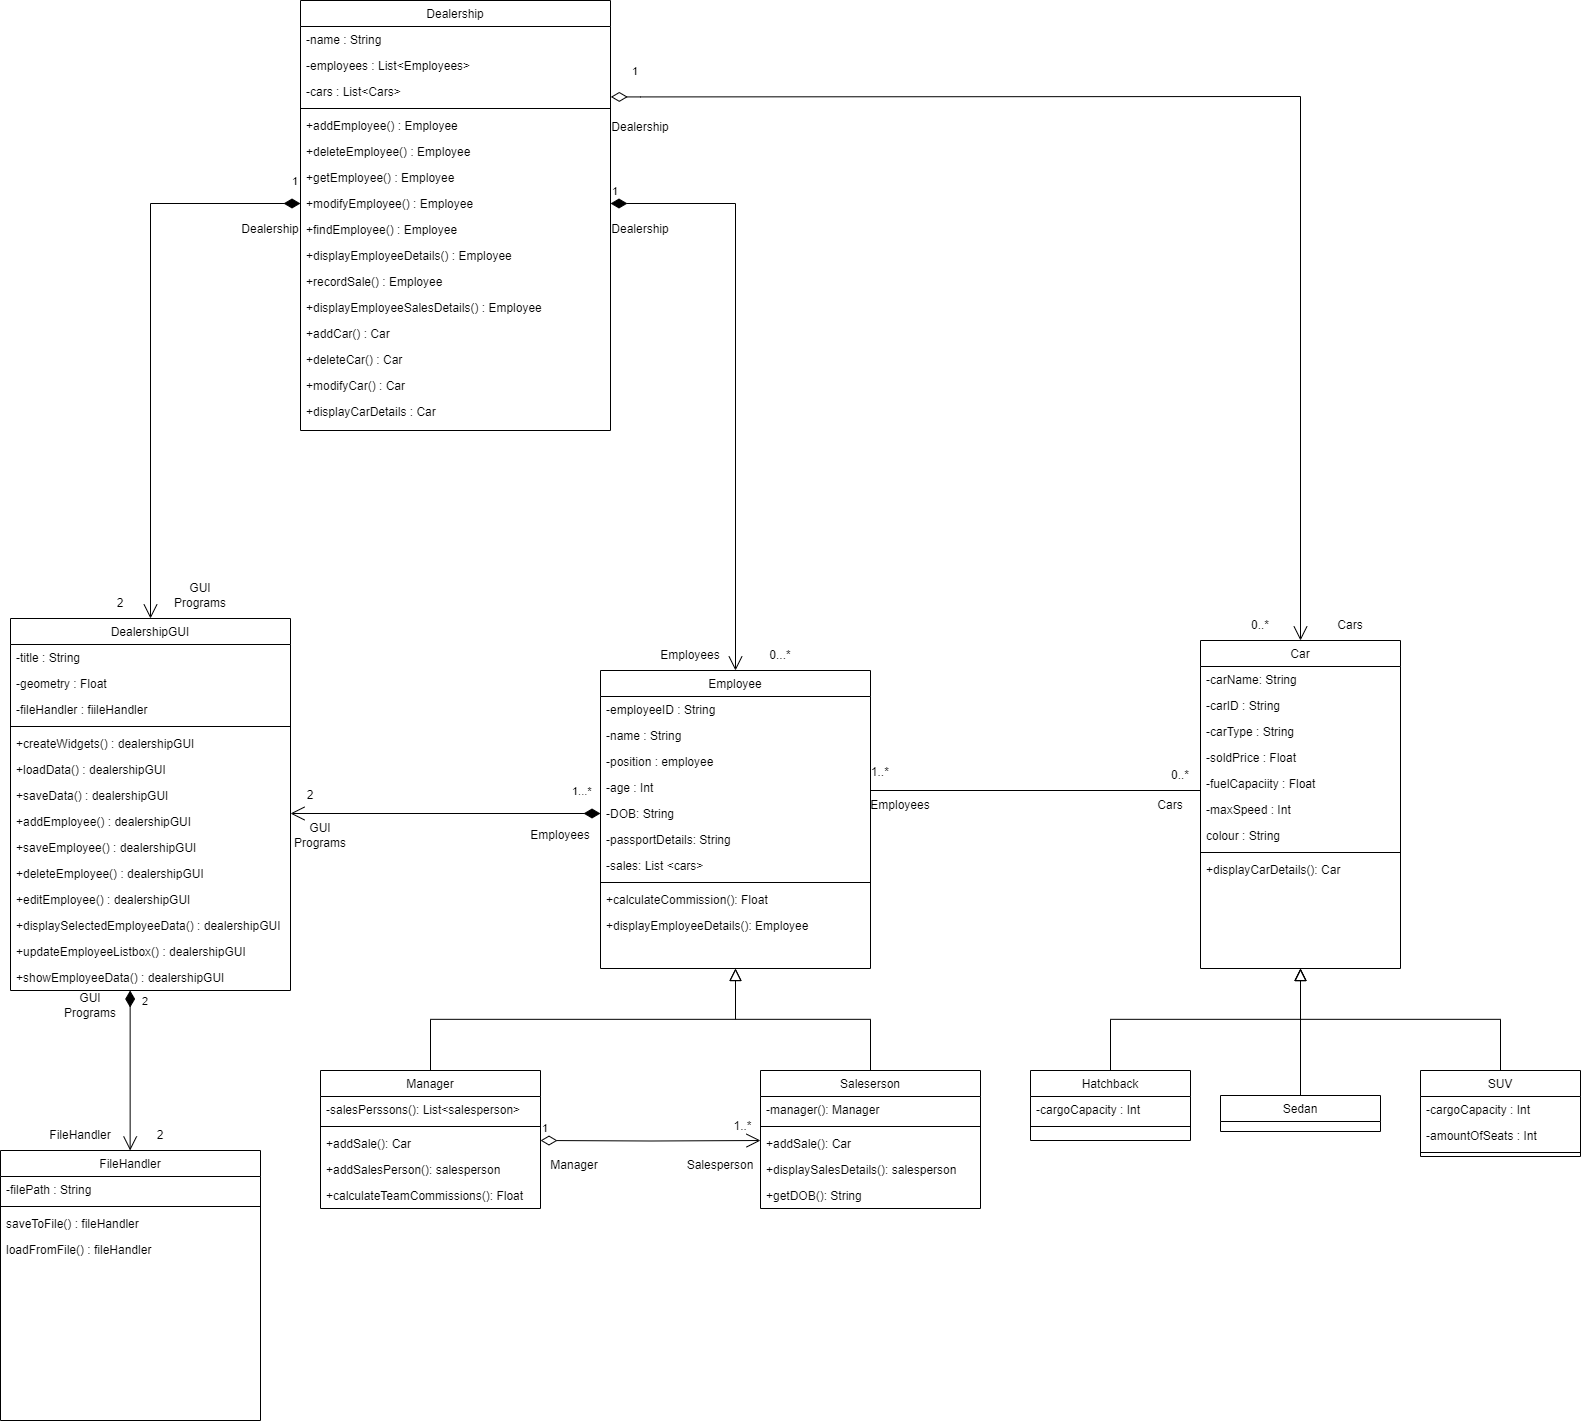 Dealership
-name : String
-employees : List<Employees>
-cars : List<Cars>
+addEmployee() : Employee
+deleteEmployee() : Employee
+getEmployee() : Employee
+modifyEmployee() : Employee
+findEmployee() : Employee
+displayEmployeeDetails() : Employee
+recordSale() : Employee
+displayEmployeeSalesDetails() : Employee
+addCar() : Car
+deleteCar() : Car
+modifyCar() : Car
+displayCarDetails : Car
1
Dealership
1
Dealership
1
Dealership
2
GUI
Programs
Employees
0...*
0..*
Cars
DealershipGUI
-title : String
-geometry : Float
-fileHandler : fiileHandler
+createWidgets() : dealershipGUI
+loadData() : dealershipGUI
+saveData() : dealershipGUI
+addEmployee() : dealershipGUI
+saveEmployee() : dealershipGUI
+deleteEmployee() : dealershipGUI
+editEmployee() : dealershipGUI
+displaySelectedEmployeeData() : dealershipGUI
+updateEmployeeListbox() : dealershipGUI
+showEmployeeData() : dealershipGUI
2
GUI
Programs
1...*
Employees
Employee
-employeeID : String
-name : String
-position : employee
-age : Int
-DOB: String
-passportDetails: String
-sales: List <cars>
+calculateCommission(): Float
+displayEmployeeDetails(): Employee
1..*
Employees
0..*
Cars
Car
-carName: String
-carID : String
-carType : String
-soldPrice : Float
-fuelCapaciity : Float
-maxSpeed : Int
colour : String
+displayCarDetails(): Car
GUI
Programs
2
FileHandler
2
FileHandler
-filePath : String
saveToFile() : fileHandler
loadFromFile() : fileHandler
Manager
-salesPerssons(): List<salesperson>
+addSale(): Car
+addSalesPerson(): salesperson
+calculateTeamCommissions(): Float
1
Manager
1..*
Salesperson
Saleserson
-manager(): Manager
+addSale(): Car
+displaySalesDetails(): salesperson
+getDOB(): String
Hatchback
-cargoCapacity : Int
Sedan
SUV
-cargoCapacity : Int
-amountOfSeats : Int